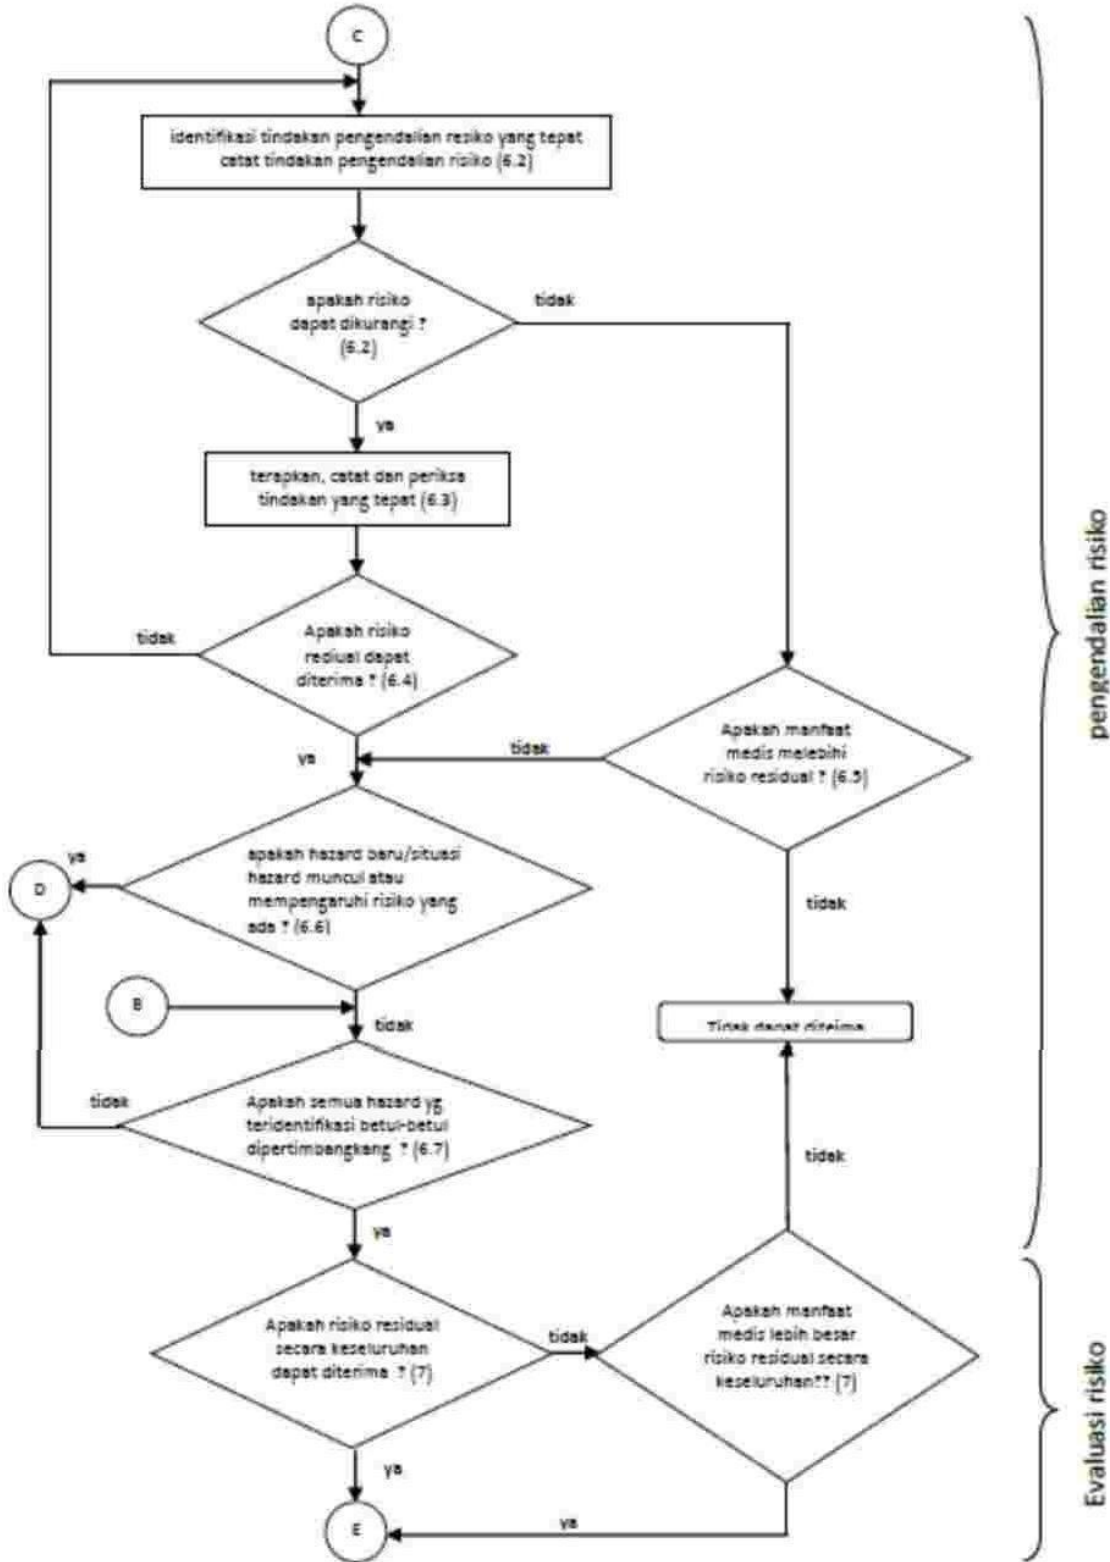 C
identifikasi tindakan pengendalian resiko yang tepat
catat tindakan pengendalian risiko (6.2)
apakah risiko
dapat dikurangi ?
(6.2)
tidak
ya
terapkan, catat dan periksa
tindakan yang tepat (6.3)
tidak
Apakah risiko
rediual dapat
diterima ? (6.4)
ya
tidak
Apakah manfaat
medis melebihi
risiko residual ? (6.5)
ya
D
apakah hazard baru/situasi
hazard muncul atau
mempengaruhi risiko yang
ada ? (6.6)
tidak
B
tidak
Tidak dapat diteima
tidak
Apakah semua hazard yg
teridentifikasi betul-betul
dipertimbangkang ? (6.7)
tidak
ya
Apakah risiko residual
secara keseluruhan
dapat diterima ? (7)
tidak
Apakah manfaat
medis lebih besar
risiko residual secara
keseluruhan?? (7)
ya
E
ya
pengendalian risiko
Evaluasi risiko